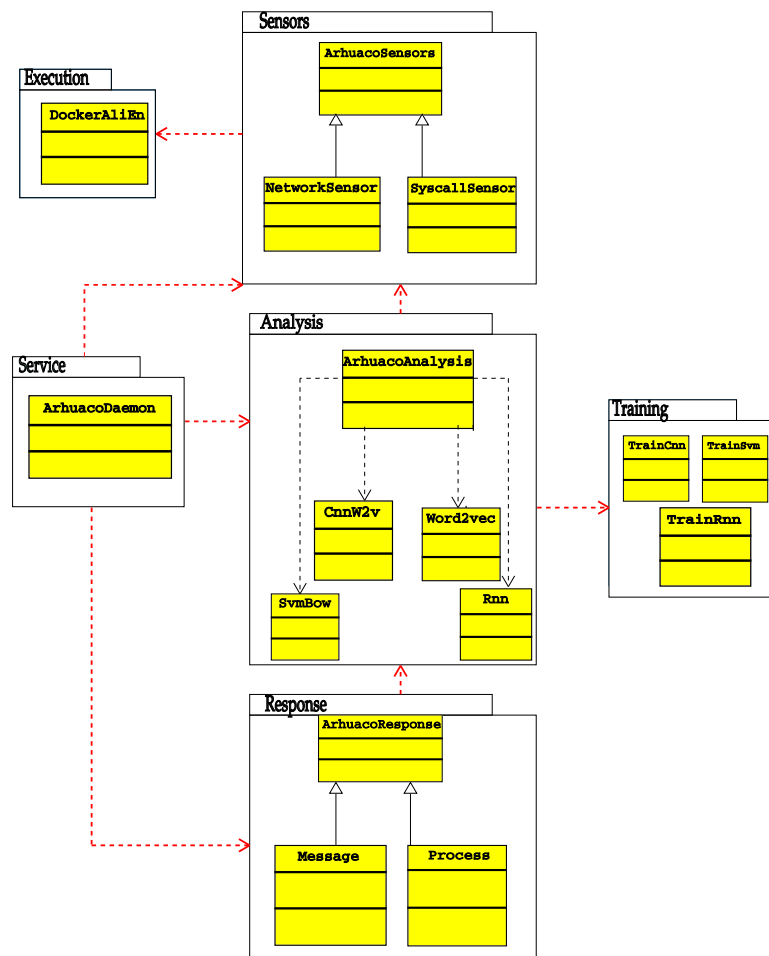 Sensors
ArhuacoSensors
Execution
DockerAliEn
NetworkSensor
SyscallSensor
Analysis
ArhuacoAnalysis
Service
ArhuacoDaemon
Training
TrainCnn
TrainSvm
CnnW2v
Word2vec
TrainRnn
SvmBow
Rnn
Response
ArhuacoResponse
Message
Process